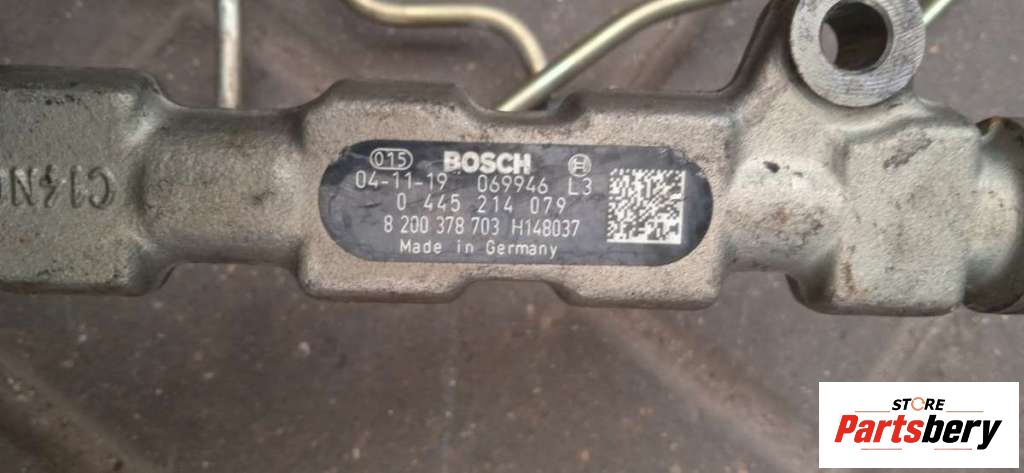 015 BOSCH
04-11-19 069946 L3
0 445 214 079
8 200 378 703 H148037
Made in Germany
STORE
Partsbery